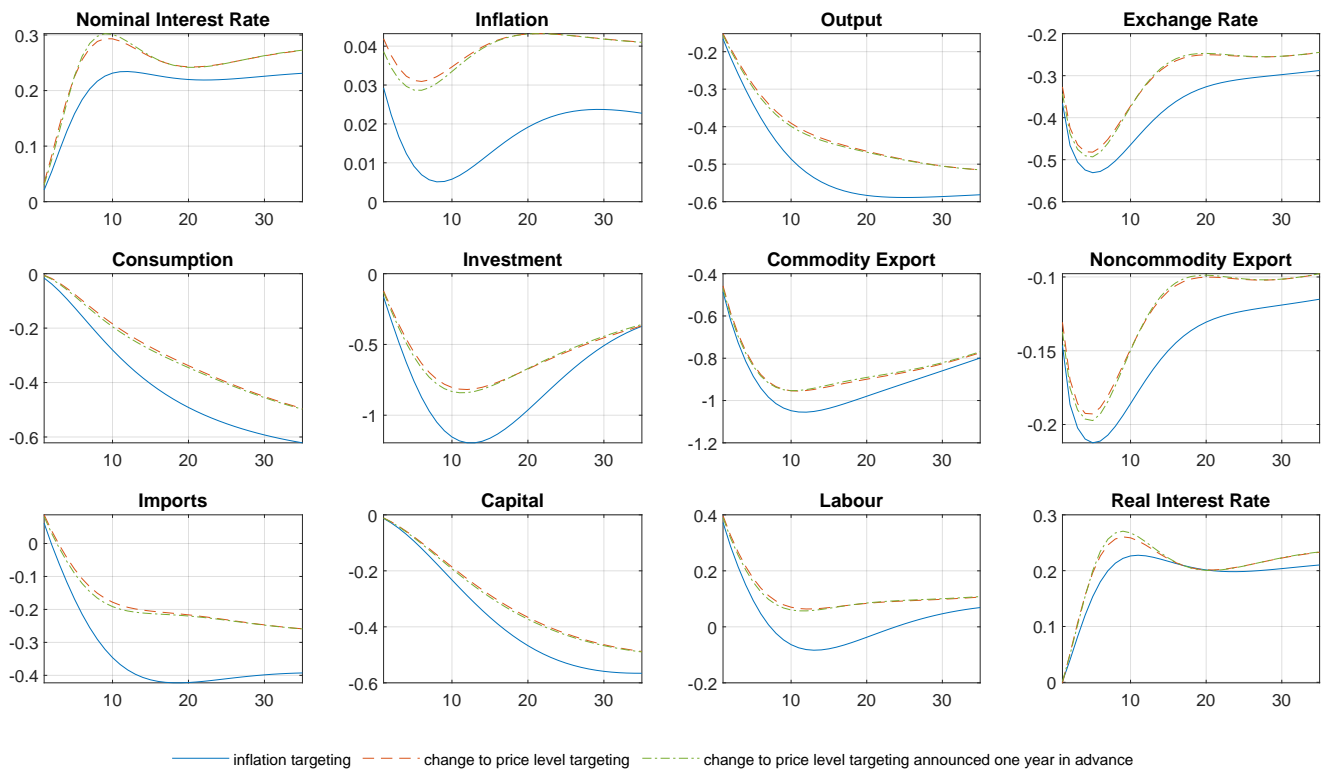 Nominal Interest Rate
0.3
0.2
0.1
0
10 20 30
Inflation
0.04
0.03
0.02
0.01
0
10 20 30
Output
-0.2
-0.3
-0.4
-0.5
-0.6
10 20 30
Exchange Rate
-0.2
-0.3
-0.4
-0.5
-0.6
10 20 30
Consumption
0
-0.2
-0.4
-0.6
10 20 30
Investment
0
-0.5
-1
10 20 30
Commodity Export
-0.4
-0.6
-0.8
-1
-1.2
10 20 30
Noncommodity Export
-0.1
-0.15
-0.2
10 20 30
Imports
0
-0.1
-0.2
-0.3
-0.4
10 20 30
Capital
0
-0.2
-0.4
-0.6
10 20 30
Labour
0.4
0.2
0
-0.2
10 20 30
Real Interest Rate
0.3
0.2
0.1
0
10 20 30
inflation targeting change to price level targeting change to price level targeting announced one year in advance